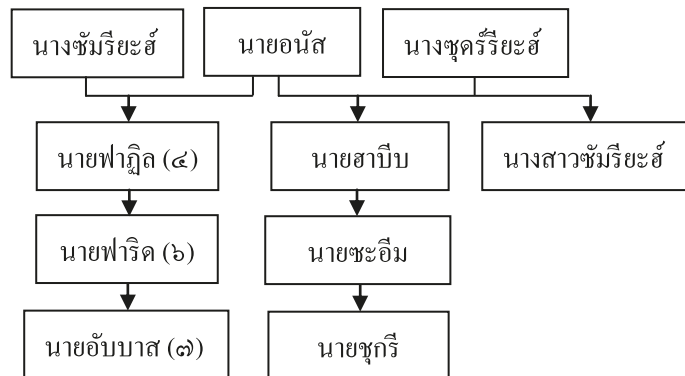 นางซัมรียะฮ์
นายอนัส
นางซุดร์รียะฮ์
นายฟาฏิล (๔)
นายฮาบีบ
นางสาวซัมรียะฮ์
นายฟาริด (๖)
นายซะอีม
นายอับบาส (๗)
นายชุกรี